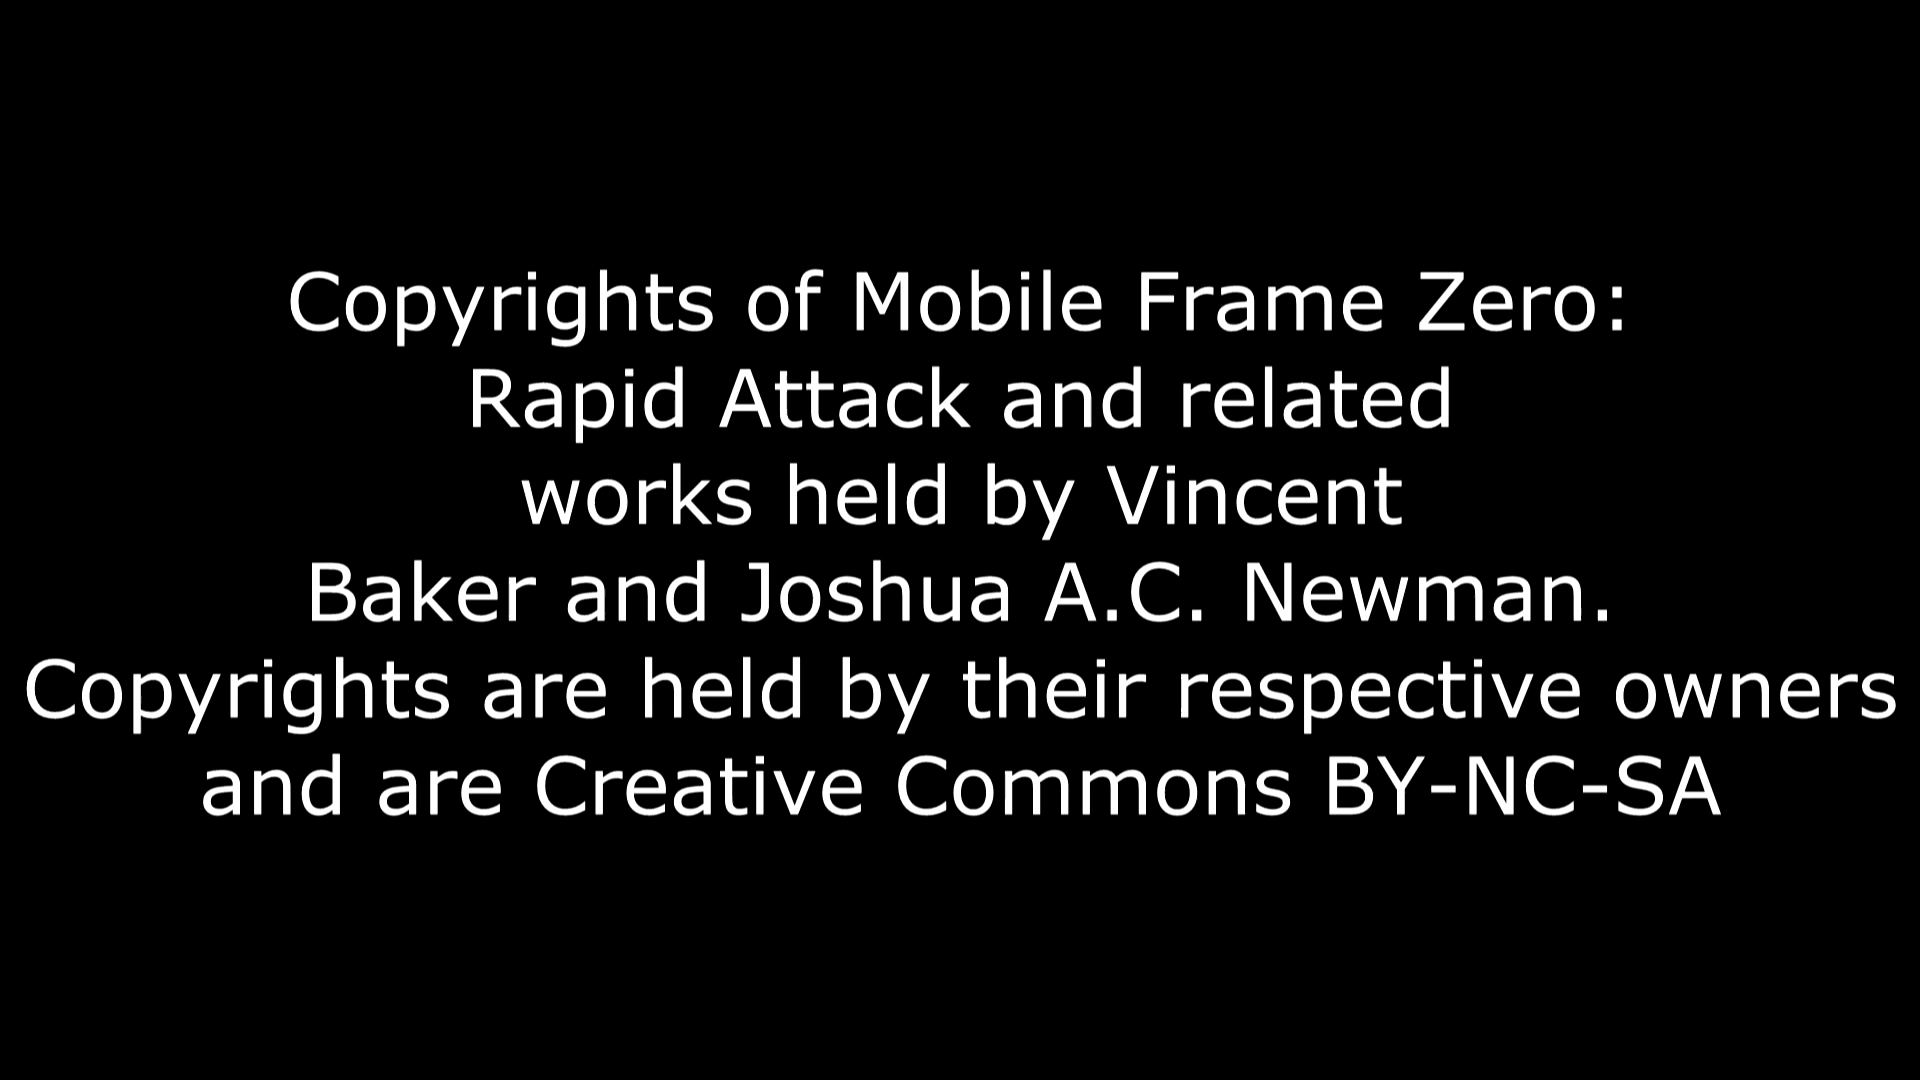 Copyrights of Mobile Frame Zero:
Rapid Attack and related
works held by Vincent
Baker and Joshua A.C. Newman.
Copyrights are held by their respective owners
and are Creative Commons BY-NC-SA